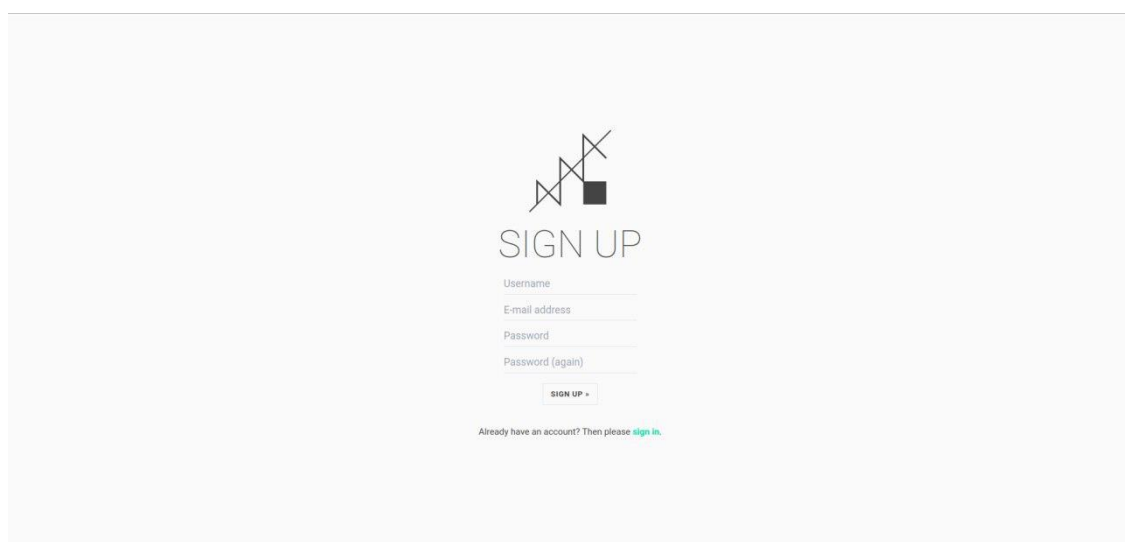 SIGN UP
Username
E-mail address
Password
Password (again)
SIGN UP »
Already have an account? Then please sign in.